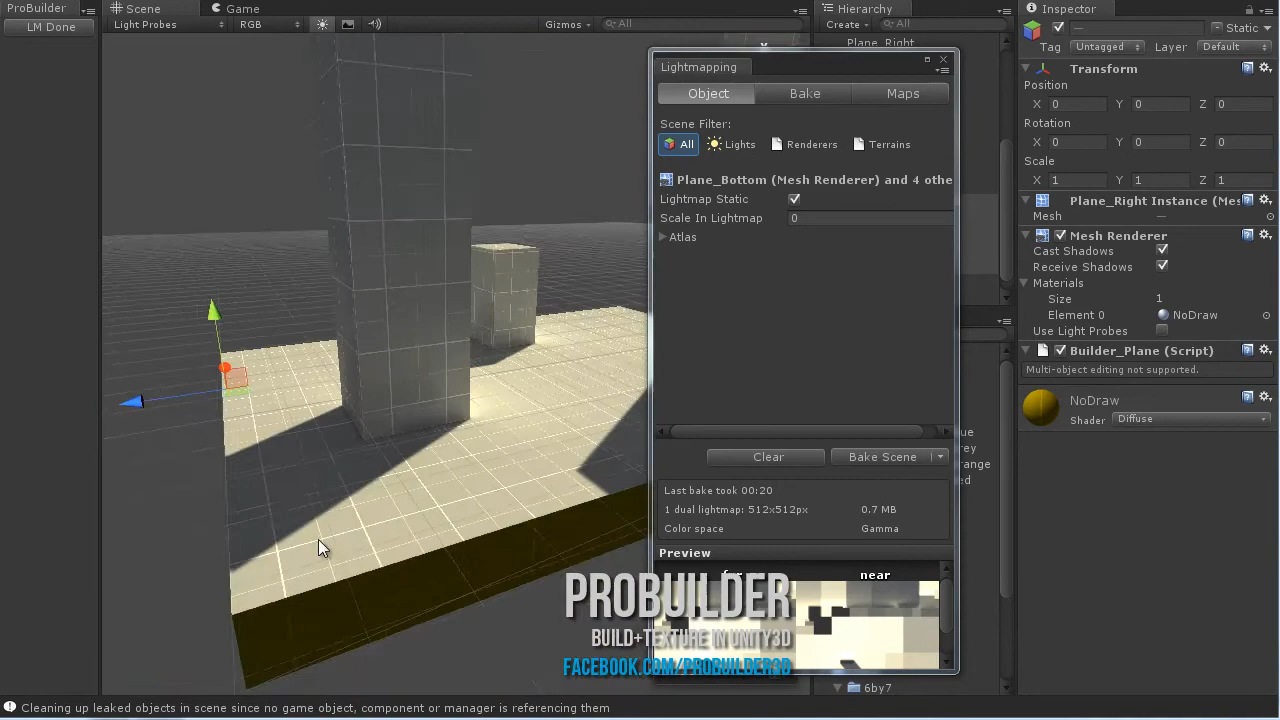 ProBuilder
LM Done
Scene
Game
Light Probes
RGB
Gizmos
All
Hierarchy
Create
All
Plane_Right
Inspector
Static
Tag
Untagged
Layer
Default
Transform
Position
X 0 Y 0 Z 0
Rotation
X 0 Y 0 Z 0
Scale
X 1 Y 1 Z 1
Plane_Right Instance (Mes
Mesh —
Mesh Renderer
Cast Shadows
Receive Shadows
Materials
Size 1
Element 0 NoDraw
Use Light Probes
Builder_Plane (Script)
Multi-object editing not supported.
NoDraw
Shader Diffuse
Lightmapping
Object
Bake
Maps
Scene Filter:
All
Lights
Renderers
Terrains
Plane_Bottom (Mesh Renderer) and 4 othe
Lightmap Static
Scale In Lightmap 0
Atlas
Clear
Bake Scene
Last bake took 00:20
1 dual lightmap: 512x512px 0.7 MB
Color space Gamma
Preview
near
6by7
PROBUILDER
BUILD+TEXTURE IN UNITY3D
FACEBOOK.COM/PROBUILDER3D
Cleaning up leaked objects in scene since no game object, component or manager is referencing them